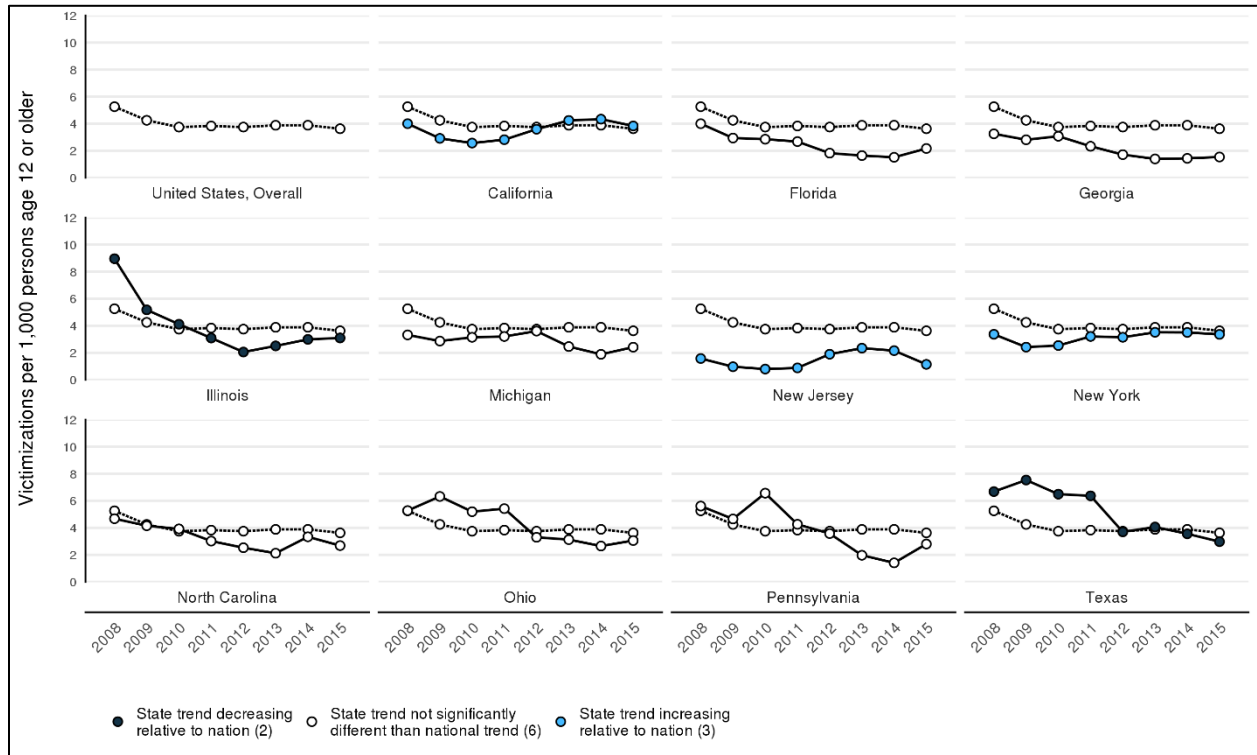 Victimizations per 1,000 persons age 12 or older
12
10
8
6
4
2
0
United States, Overall
California
Florida
Georgia
12
10
8
6
4
2
0
Illinois
Michigan
New Jersey
New York
12
10
8
6
4
2
0
North Carolina
Ohio
Pennsylvania
Texas
2008 2009 2010 2011 2012 2013 2014 2015
2008 2009 2010 2011 2012 2013 2014 2015
2008 2009 2010 2011 2012 2013 2014 2015
2008 2009 2010 2011 2012 2013 2014 2015
State trend decreasing
relative to nation (2)
State trend not significantly
different than national trend (6)
State trend increasing
relative to nation (3)